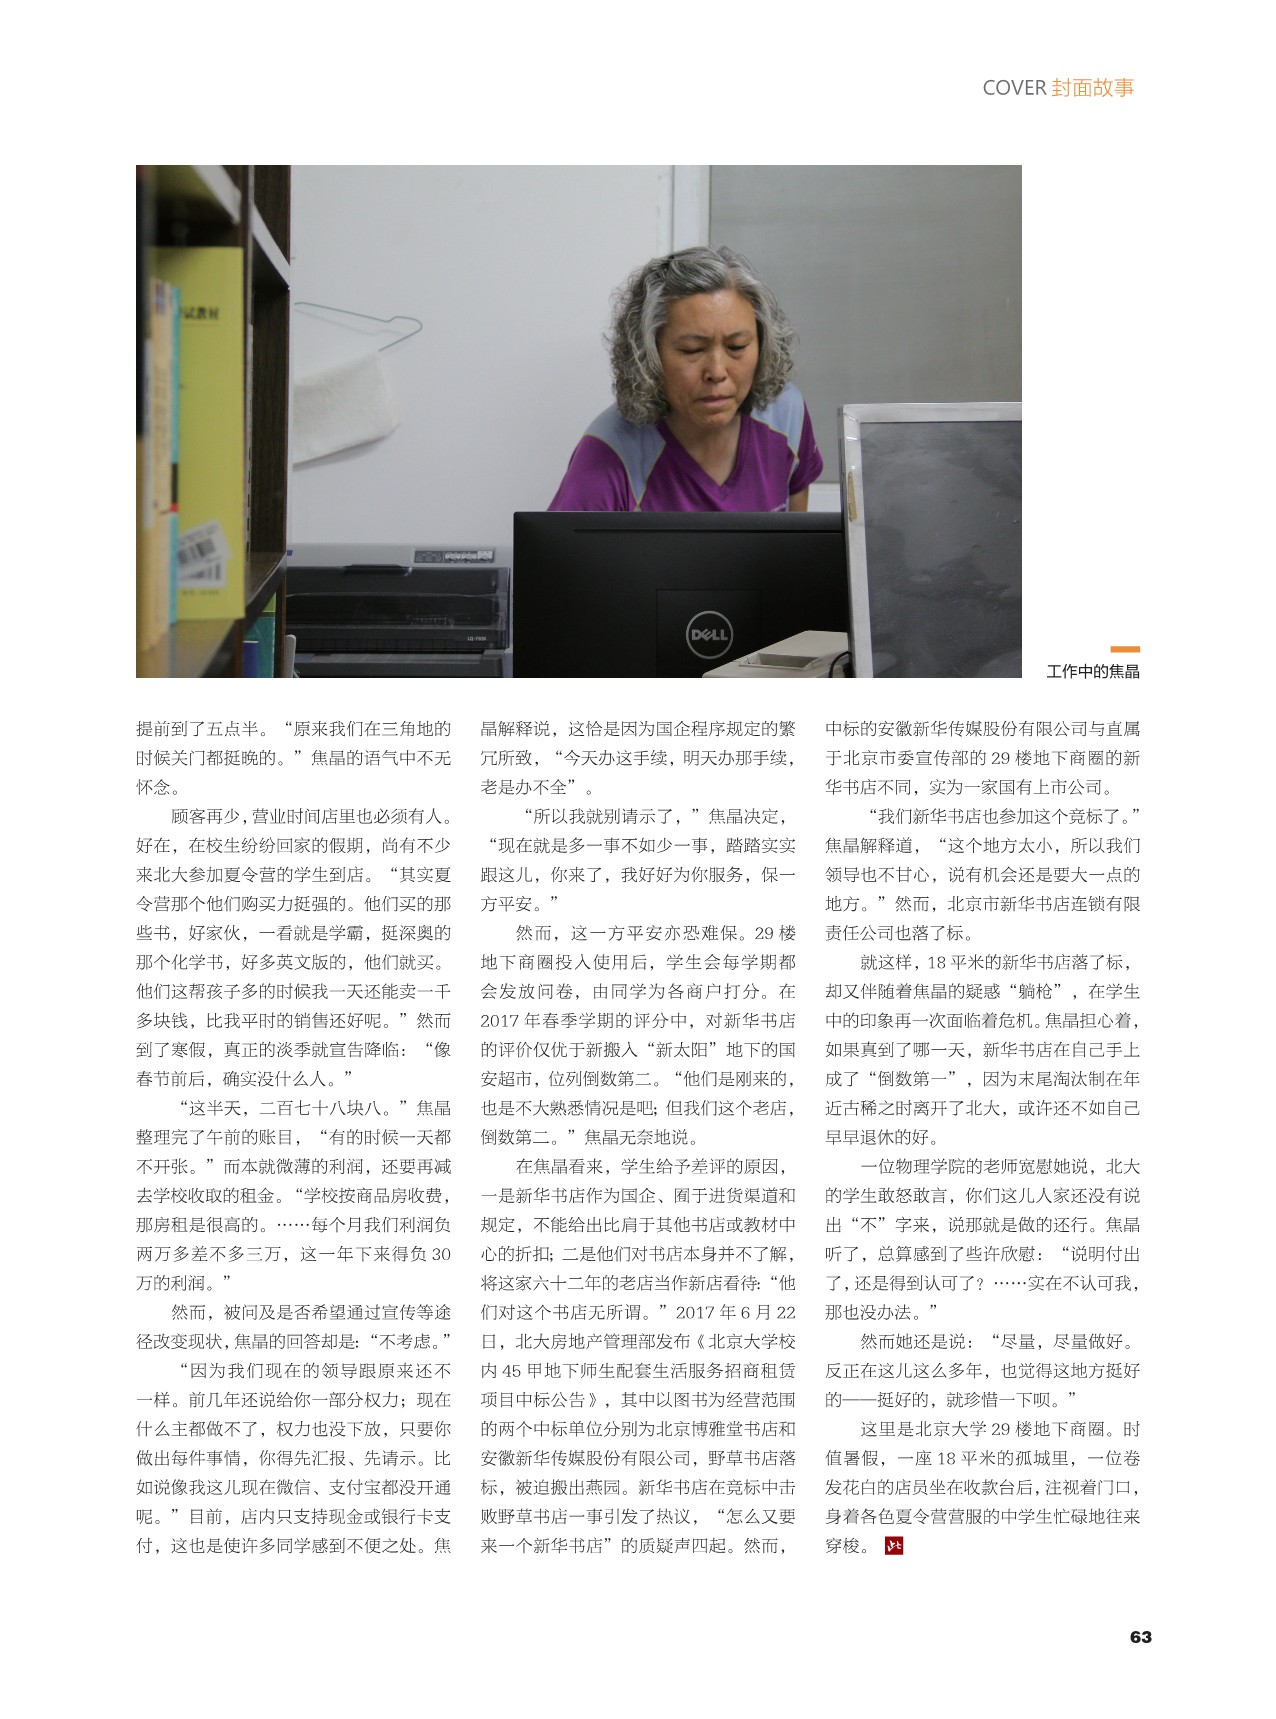 COVER 封面故事
试教材
LQ-790K
DELL
工作中的焦晶
提前到了五点半。“原来我们在三角地的
时候关门都挺晚的。”焦晶的语气中不无
怀念。
顾客再少，营业时间店里也必须有人。
好在，在校生纷纷回家的假期，尚有不少
来北大参加夏令营的学生到店。“其实夏
令营那个他们购买力挺强的。他们买的那
些书，好家伙，一看就是学霸，挺深奥的
那个化学书，好多英文版的，他们就买。
他们这帮孩子多的时候我一天还能卖一千
多块钱，比我平时的销售还好呢。”然而
到了寒假，真正的淡季就宣告降临：“像
春节前后，确实没什么人。”
“这半天，二百七十八块八。”焦晶
整理完了午前的账目，“有的时候一天都
不开张。”而本就微薄的利润，还要再减
去学校收取的租金。“学校按商品房收费，
那房租是很高的。……每个月我们利润负
两万多差不多三万，这一年下来得负 30
万的利润。”
然而，被问及是否希望通过宣传等途
径改变现状，焦晶的回答却是：“不考虑。”
“因为我们现在的领导跟原来还不
一样。前几年还说给你一部分权力；现在
什么主都做不了，权力也没下放，只要你
做出每件事情，你得先汇报、先请示。比
如说像我这儿现在微信、支付宝都没开通
呢。”目前，店内只支持现金或银行卡支
付，这也是使许多同学感到不便之处。焦
晶解释说，这恰是因为国企程序规定的繁
冗所致，“今天办这手续，明天办那手续，
老是办不全”。
“所以我就别请示了，”焦晶决定，
“现在就是多一事不如少一事，踏踏实实
跟这儿，你来了，我好好为你服务，保一
方平安。”
然而，这一方平安亦恐难保。29 楼
地下商圈投入使用后，学生会每学期都
会发放问卷，由同学为各商户打分。在
2017 年春季学期的评分中，对新华书店
的评价仅优于新搬入“新太阳”地下的国
安超市，位列倒数第二。“他们是刚来的，
也是不大熟悉情况是吧；但我们这个老店，
倒数第二。”焦晶无奈地说。
在焦晶看来，学生给予差评的原因，
一是新华书店作为国企、囿于进货渠道和
规定，不能给出比肩于其他书店或教材中
心的折扣；二是他们对书店本身并不了解，
将这家六十二年的老店当作新店看待：“他
们对这个书店无所谓。”2017 年 6 月 22
日，北大房地产管理部发布《北京大学校
内 45 甲地下师生配套生活服务招商租赁
项目中标公告》，其中以图书为经营范围
的两个中标单位分别为北京博雅堂书店和
安徽新华传媒股份有限公司，野草书店落
标，被迫搬出燕园。新华书店在竞标中击
败野草书店一事引发了热议，“怎么又要
来一个新华书店”的质疑声四起。然而，
中标的安徽新华传媒股份有限公司与直属
于北京市委宣传部的 29 楼地下商圈的新
华书店不同，实为一家国有上市公司。
“我们新华书店也参加这个竞标了。”
焦晶解释道，“这个地方太小，所以我们
领导也不甘心，说有机会还是要大一点的
地方。”然而，北京市新华书店连锁有限
责任公司也落了标。
就这样，18 平米的新华书店落了标，
却又伴随着焦晶的疑惑“躺枪”，在学生
中的印象再一次面临着危机。焦晶担心着，
如果真到了哪一天，新华书店在自己手上
成了“倒数第一”，因为末尾淘汰制在年
近古稀之时离开了北大，或许还不如自己
早早退休的好。
一位物理学院的老师宽慰她说，北大
的学生敢怒敢言，你们这儿人家还没有说
出“不”字来，说那就是做的还行。焦晶
听了，总算感到了些许欣慰：“说明付出
了，还是得到认可了？……实在不认可我，
那也没办法。”
然而她还是说：“尽量，尽量做好。
反正在这儿这么多年，也觉得这地方挺好
的——挺好的，就珍惜一下呗。”
这里是北京大学 29 楼地下商圈。时
值暑假，一座 18 平米的孤城里，一位卷
发花白的店员坐在收款台后，注视着门口，
身着各色夏令营营服的中学生忙碌地往来
穿梭。
63